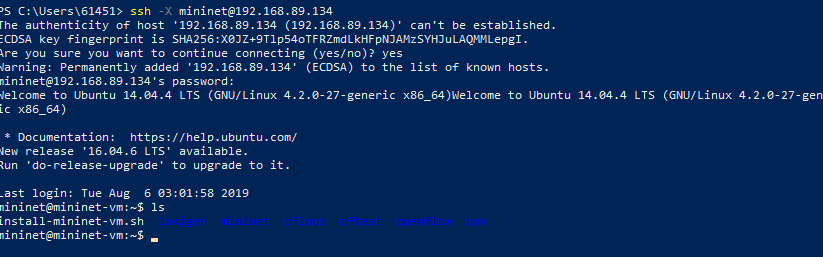 PS C:\Users\61451> ssh -X mininet@192.168.89.134
The authenticity of host '192.168.89.134 (192.168.89.134)' can't be established.
ECDSA key fingerprint is SHA256:X0JZ+9Tlp54oTFRZmdLkHFpNJAMzSYHJuLAQMMLepgI.
Are you sure you want to continue connecting (yes/no)? yes
Warning: Permanently added '192.168.89.134' (ECDSA) to the list of known hosts.
mininet@192.168.89.134's password:
Welcome to Ubuntu 14.04.4 LTS (GNU/Linux 4.2.0-27-generic x86_64)Welcome to Ubuntu 14.04.4 LTS (GNU/Linux 4.2.0-27-gener
ic x86_64)
* Documentation:  https://help.ubuntu.com/
New release '16.04.6 LTS' available.
Run 'do-release-upgrade' to upgrade to it.
Last login: Tue Aug  6 03:01:58 2019
mininet@mininet-vm:~$ ls
install-mininet-vm.sh  loxigen  mininet  oflops  oftest  openflow  pox
mininet@mininet-vm:~$